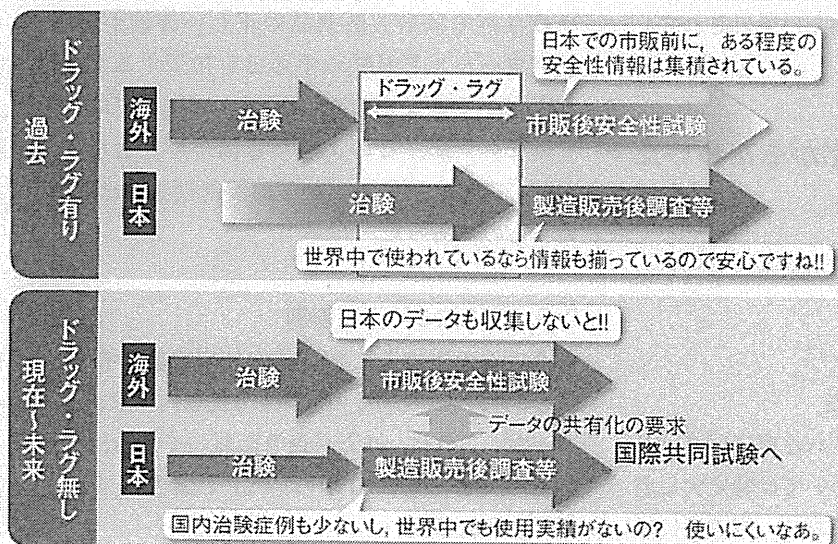 ドラッグ・ラグ有り
過去
日本での市販前に，ある程度の
安全性情報は集積されている。
ドラッグ・ラグ
海外
治験
市販後安全性試験
日本
治験
製造販売後調査等
世界中で使われているなら情報も揃っているので安心ですね!!
ドラッグ・ラグ無し
現在～未来
日本のデータも収集しないと!!
海外
治験
市販後安全性試験
データの共有化の要求
国際共同試験へ
日本
治験
製造販売後調査等
国内治験症例も少ないし，世界中でも使用実績がないの？　使いにくいなあ。